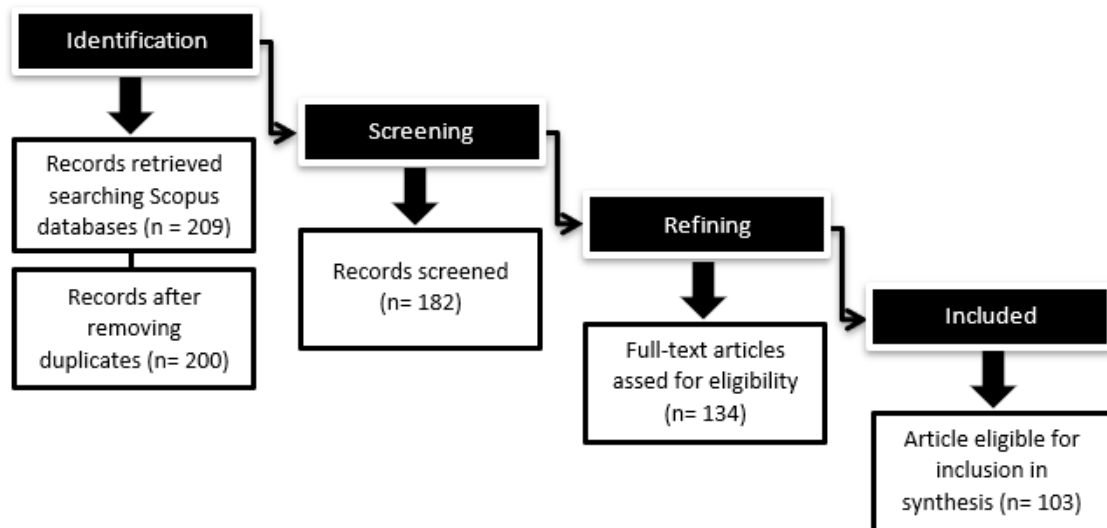 Identification
Records retrieved
searching Scopus
databases (n = 209)
Records after
removing
duplicates (n= 200)
Screening
Records screened
(n= 182)
Refining
Full-text articles
assed for eligibility
(n= 134)
Included
Article eligible for
inclusion in
synthesis (n= 103)